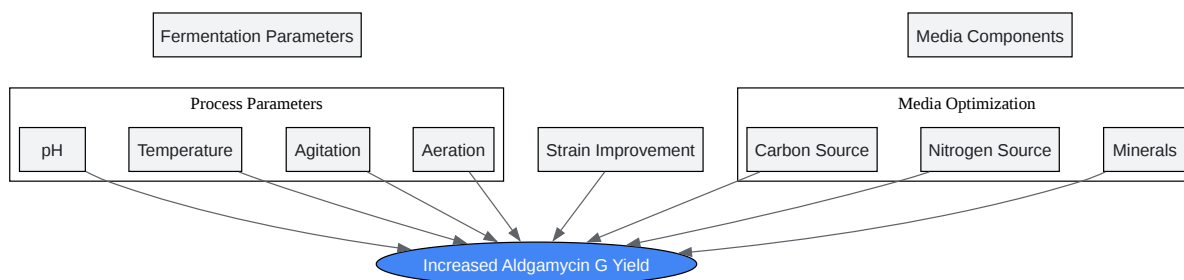 Fermentation Parameters
Media Components
Process Parameters
Media Optimization
pH
Temperature
Agitation
Aeration
Strain Improvement
Carbon Source
Nitrogen Source
Minerals
Increased Aldgamycin G Yield